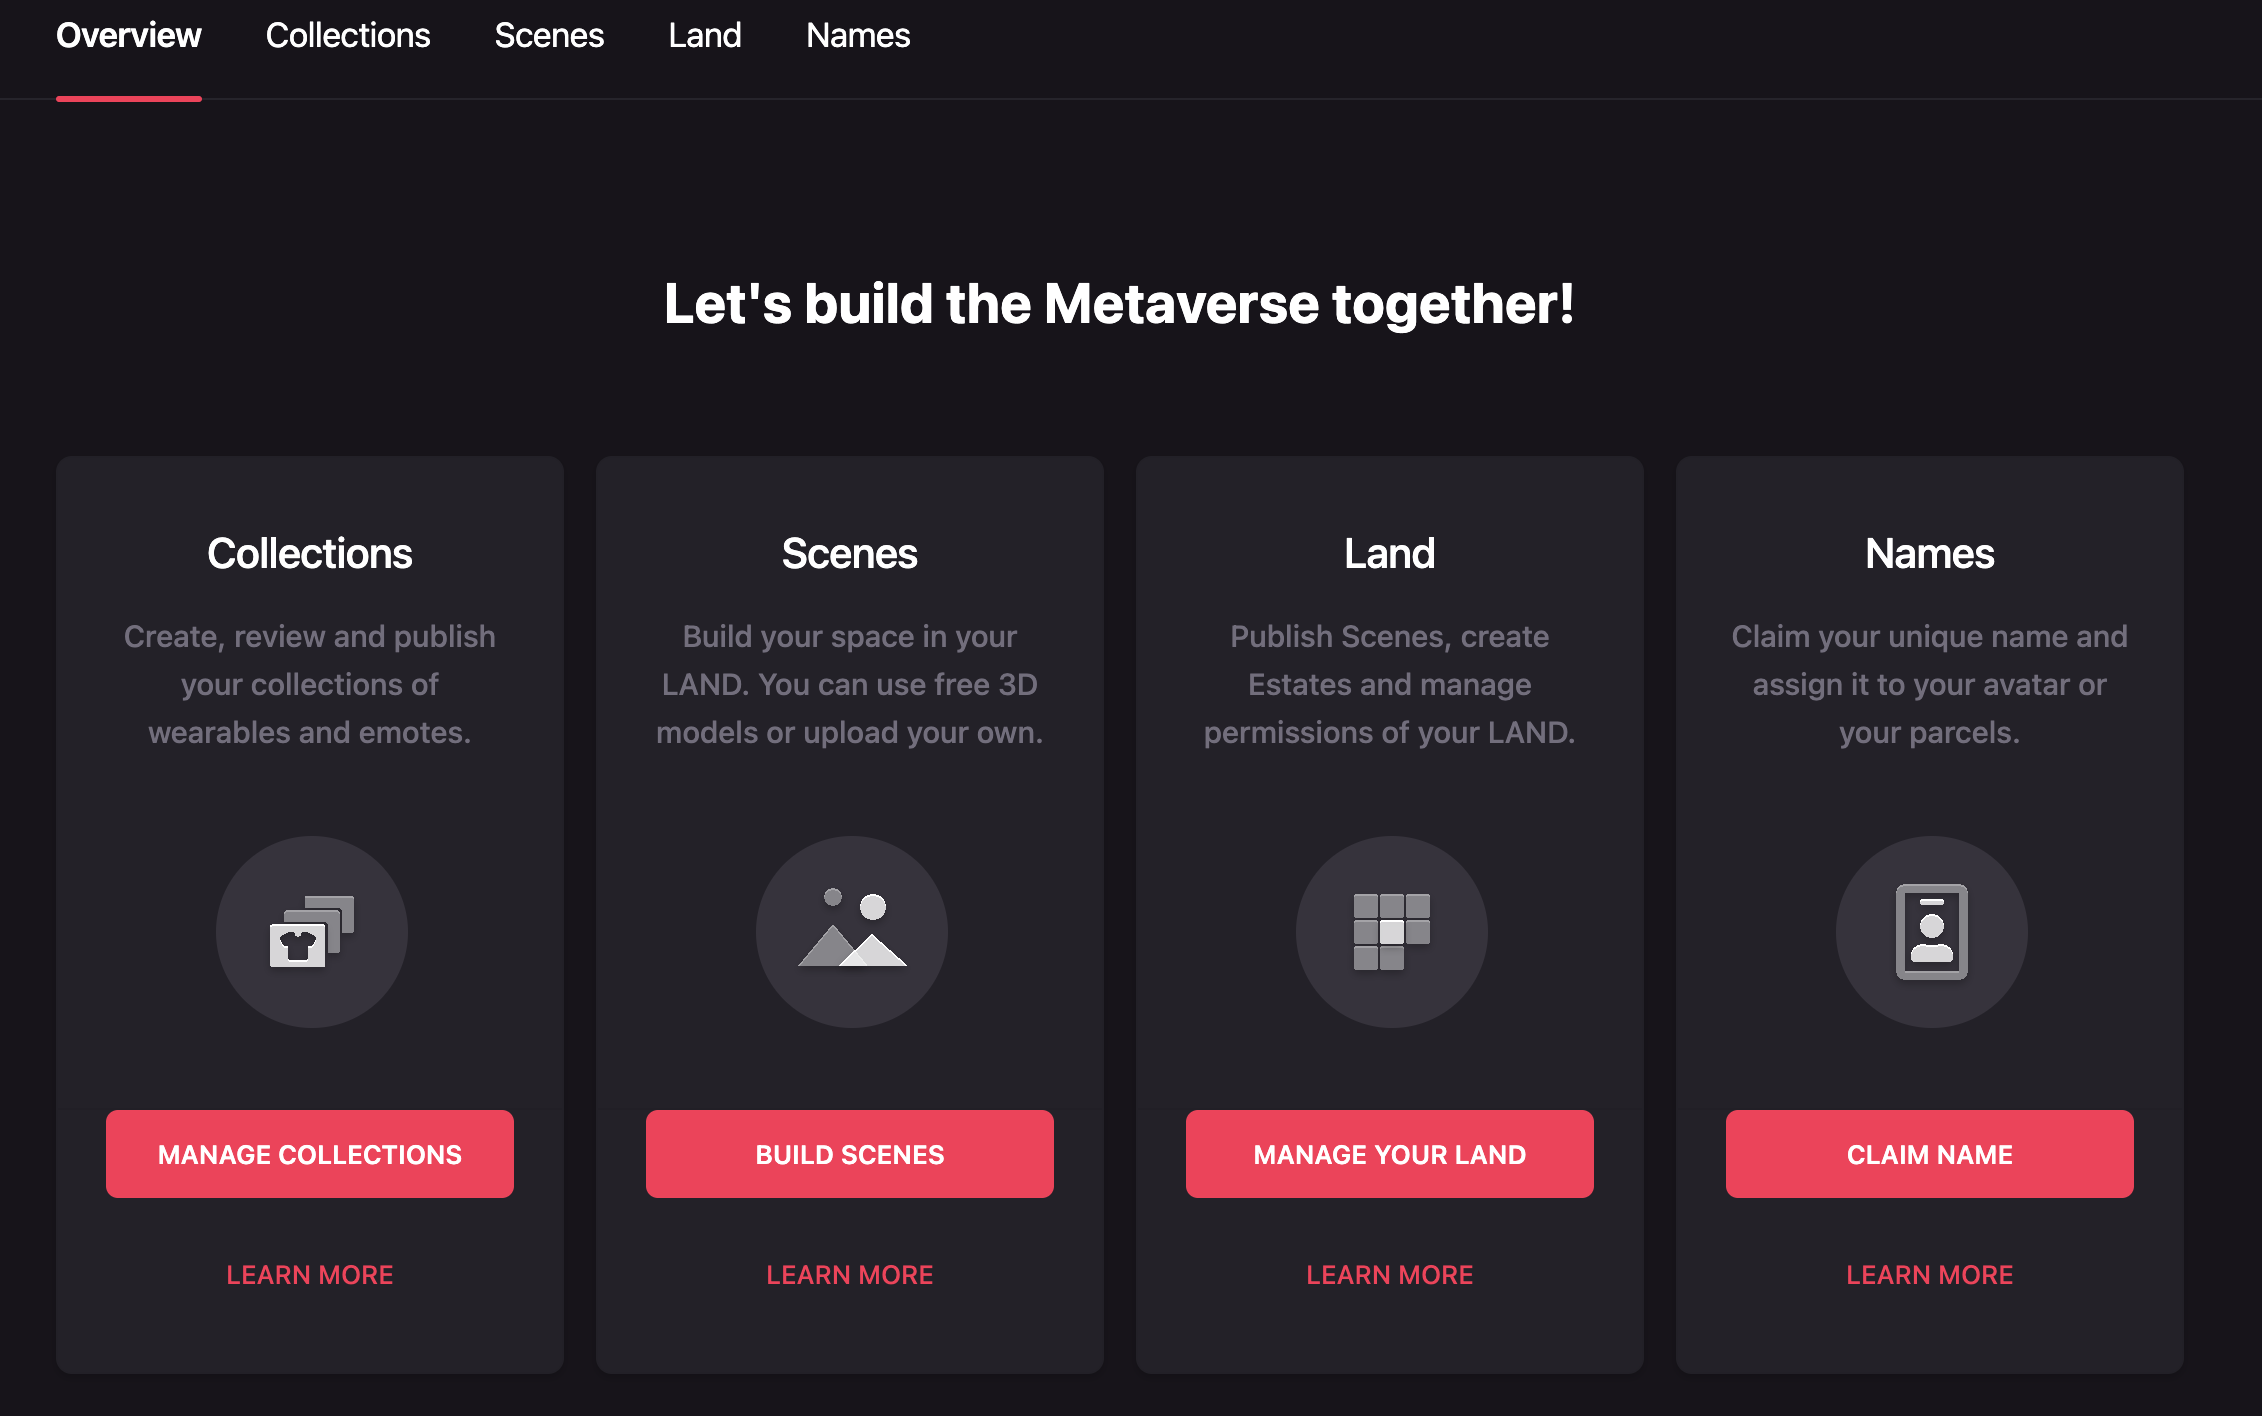 Overview
Collections
Scenes
Land
Names
Let's build the Metaverse together!
Collections
Create, review and publish
your collections of
wearables and emotes.
MANAGE COLLECTIONS
LEARN MORE
Scenes
Build your space in your
LAND. You can use free 3D
models or upload your own.
BUILD SCENES
LEARN MORE
Land
Publish Scenes, create
Estates and manage
permissions of your LAND.
MANAGE YOUR LAND
LEARN MORE
Names
Claim your unique name and
assign it to your avatar or
your parcels.
CLAIM NAME
LEARN MORE